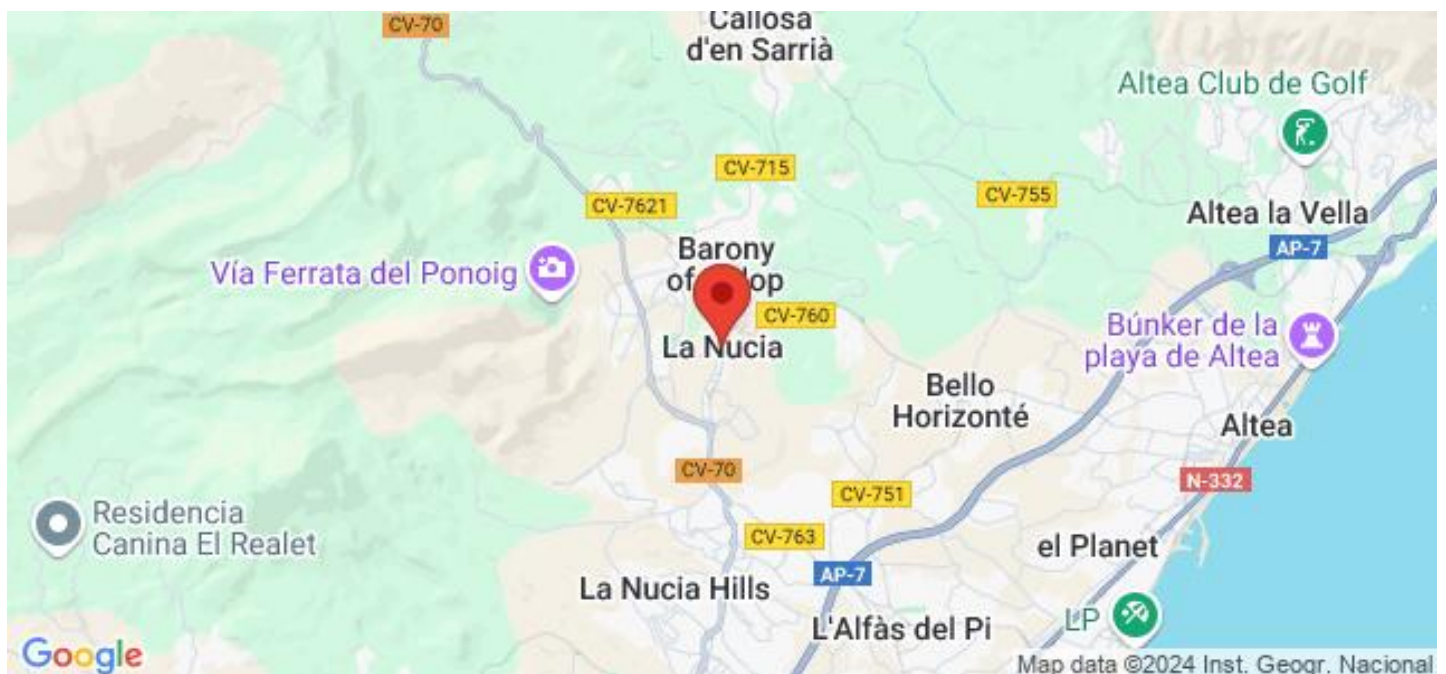 CV-70
Callosa
d'en Sarrià
Altea Club de Golf
CV-715
CV-7621
CV-755
Altea la Vella
AP-7
Barony
Vía Ferrata del Ponoig
CV-760
La Nucia
Búnker de la
playa de Altea
Bello
Horizonté
Altea
CV-70
N-332
CV-751
Residencia
Canina El Realet
CV-763
el Planet
AP-7
La Nucia Hills
L'Alfàs del Pi
LP
Google
Map data ©2024 Inst. Geogr. Nacional